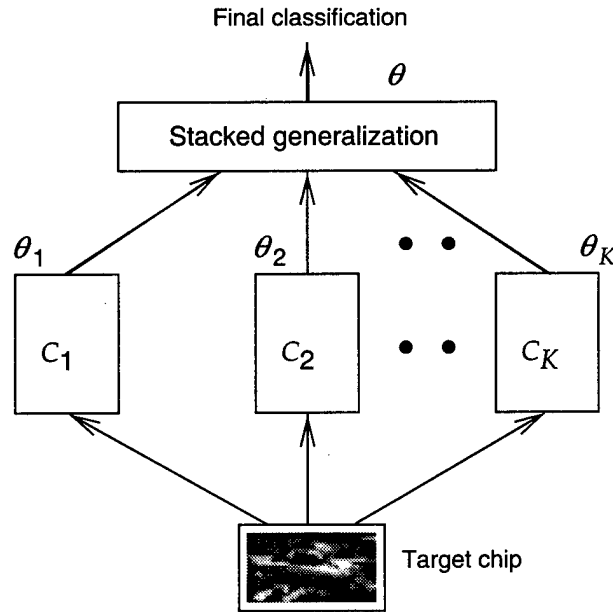 Final classification
θ
Stacked generalization
θ1 θ2 θK
C1 C2 CK
Target chip